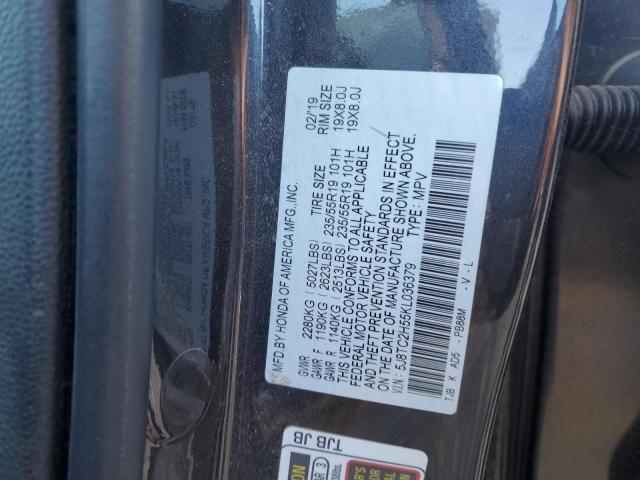 MFD.BY HONDA OF AMERICA MFG.,INC. 02/19
GVWR 2280KG (5027LBS) TIRE SIZE RIM SIZE
GAWR F 1190KG (2623LBS) 235/55R19 101H 19X8.0J
GAWR R 1140KG (2513LBS) 235/55R19 101H 19X8.0J
THIS VEHICLE CONFORMS TO ALL APPLICABLE
FEDERAL MOTOR VEHICLE SAFETY
AND THEFT PREVENTION STANDARDS IN EFFECT
ON THE DATE OF MANUFACTURE SHOWN ABOVE.
V.I.N: 5J8TC2H55KL036379 TYPE: MPV
TJB K AD5 - PB88M -V-L
TJB JB